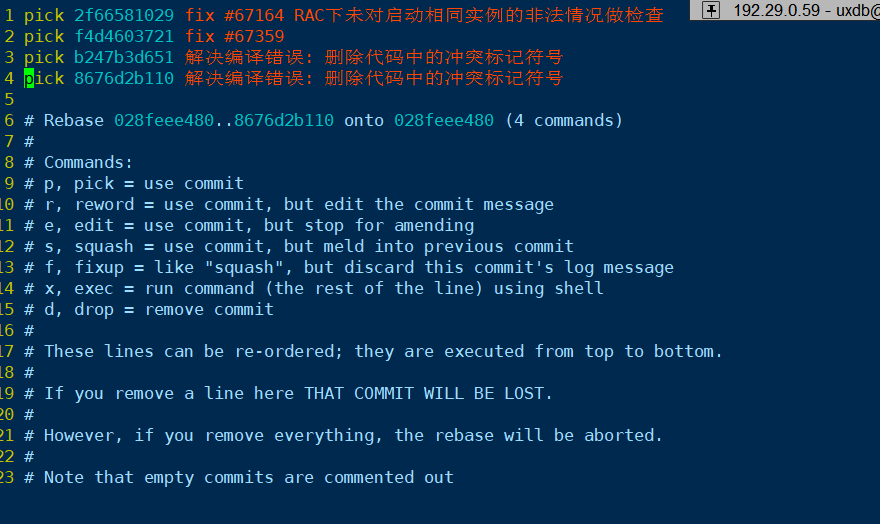 192.29.0.59 - uxdb@
1 pick 2f66581029 fix #67164 RAC下未对启动相同实例的非法情况做检查
2 pick f4d4603721 fix #67359
3 pick b247b3d651 解决编译错误: 删除代码中的冲突标记符号
4 pick 8676d2b110 解决编译错误: 删除代码中的冲突标记符号
5
6 # Rebase 028feee480..8676d2b110 onto 028feee480 (4 commands)
7 #
8 # Commands:
9 # p, pick = use commit
10 # r, reword = use commit, but edit the commit message
11 # e, edit = use commit, but stop for amending
12 # s, squash = use commit, but meld into previous commit
13 # f, fixup = like "squash", but discard this commit's log message
14 # x, exec = run command (the rest of the line) using shell
15 # d, drop = remove commit
16 #
17 # These lines can be re-ordered; they are executed from top to bottom.
18 #
19 # If you remove a line here THAT COMMIT WILL BE LOST.
20 #
21 # However, if you remove everything, the rebase will be aborted.
22 #
23 # Note that empty commits are commented out